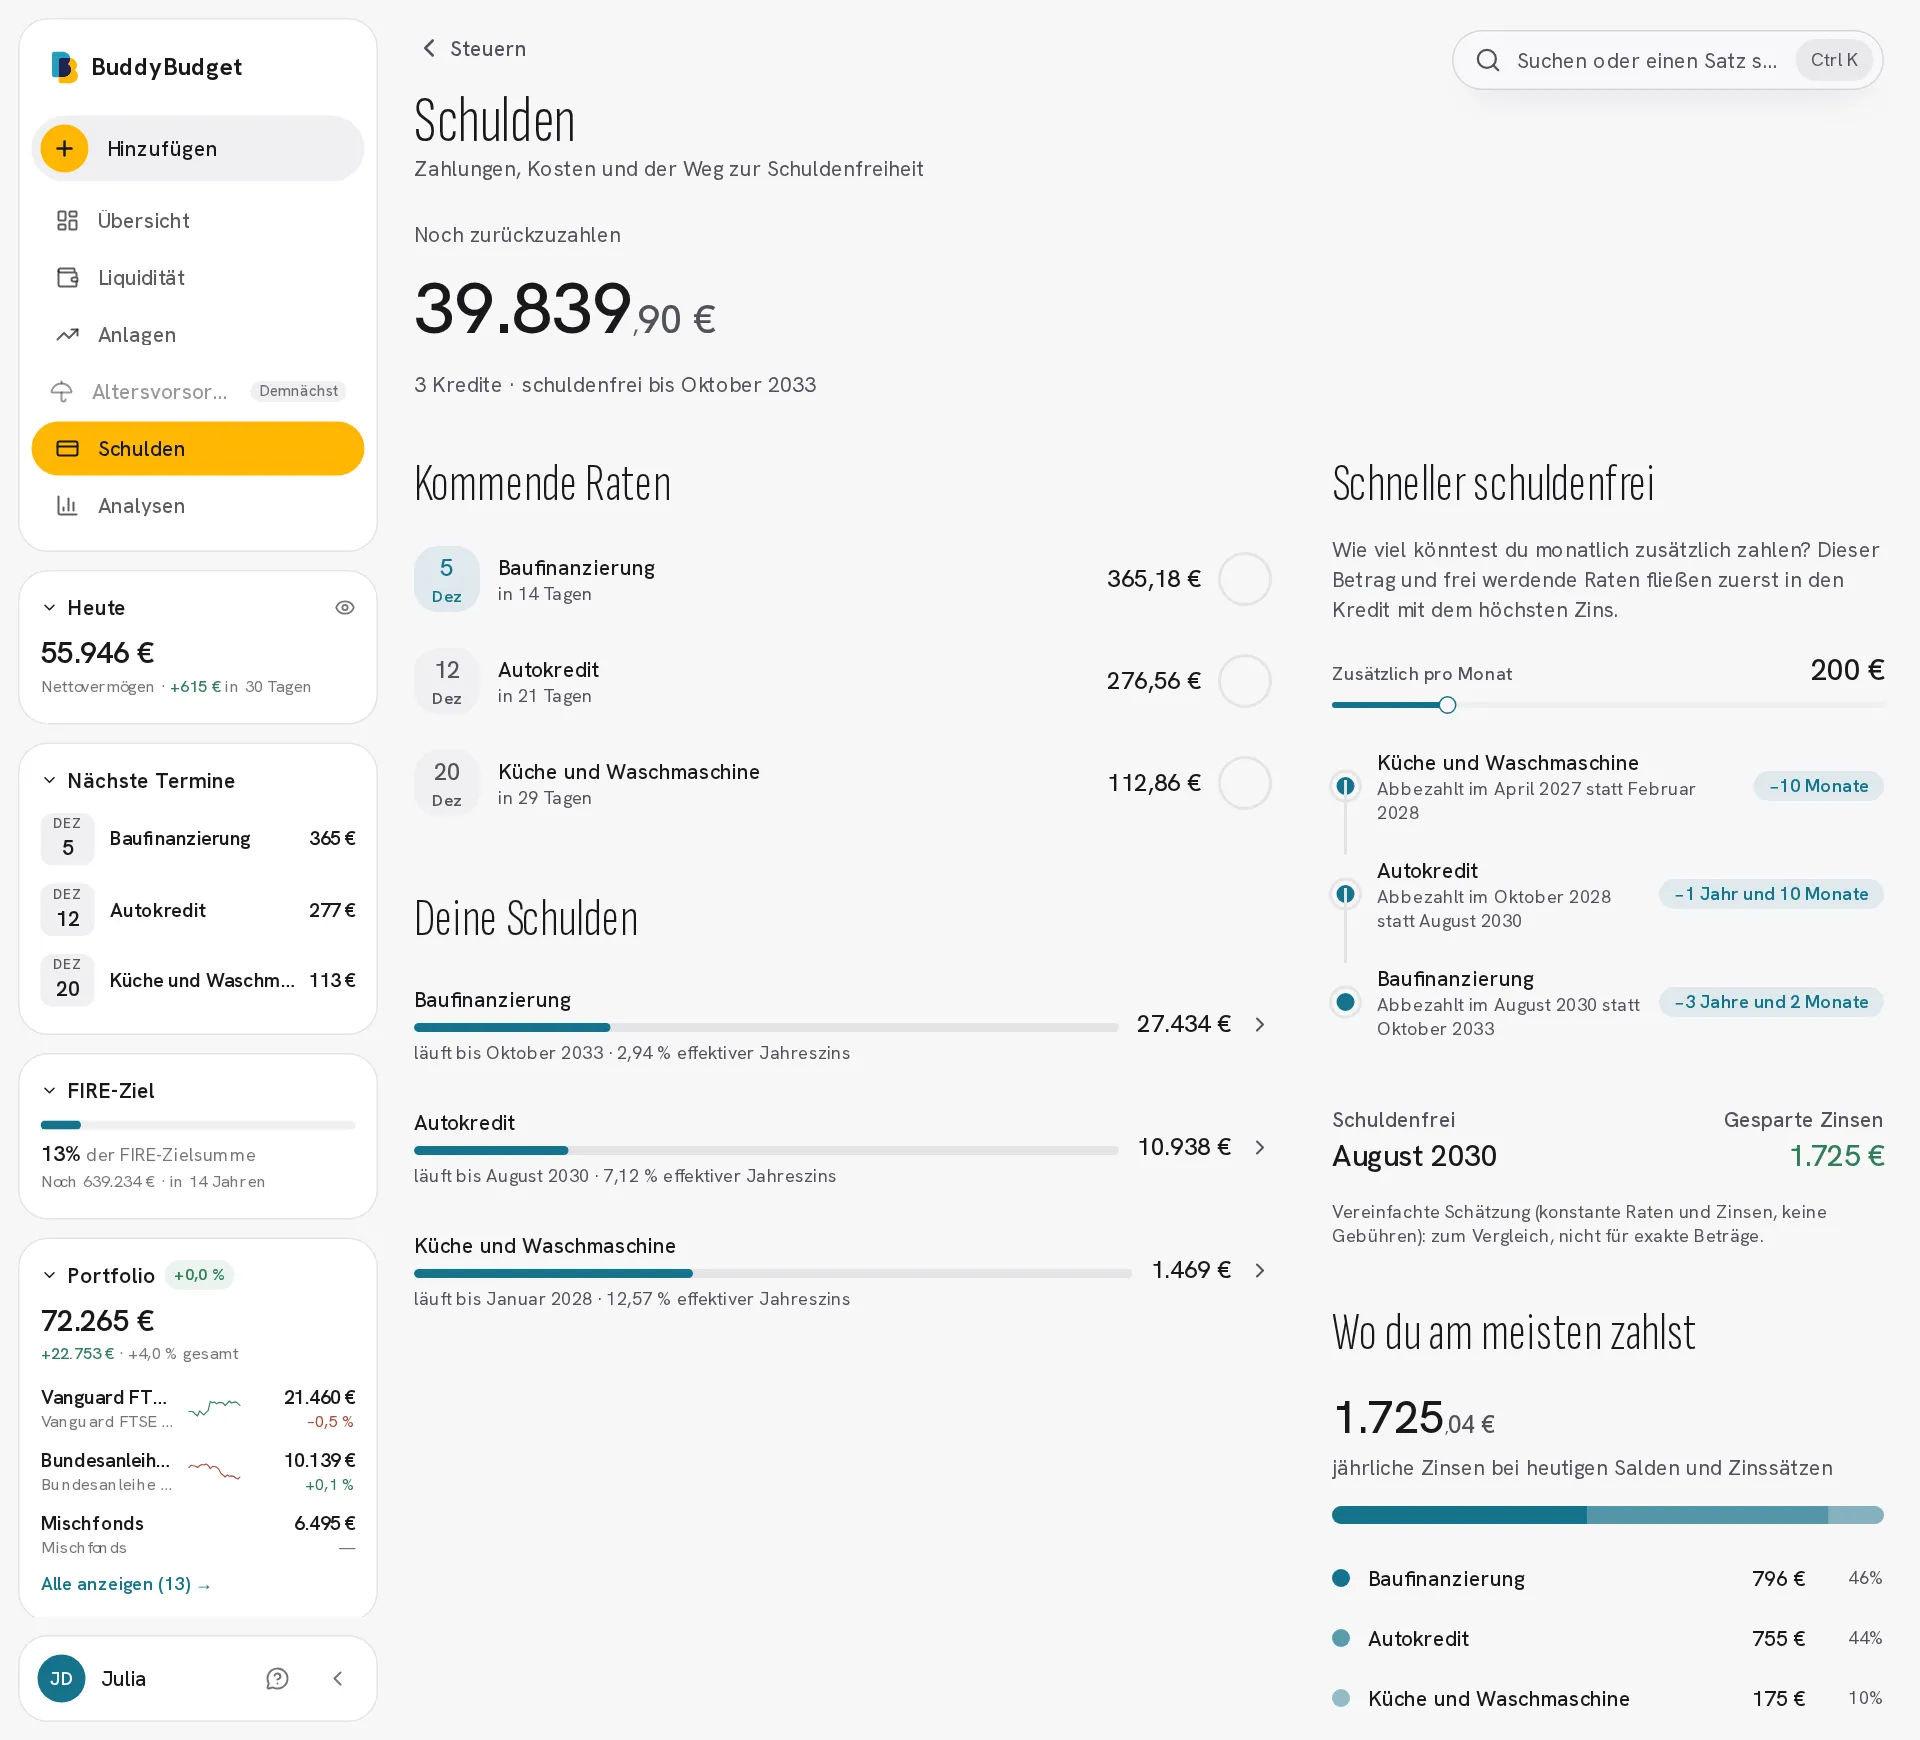 BuddyBudget
Hinzufügen
Übersicht
Liquidität
Anlagen
Altersvorsor... Demnächst
Schulden
Analysen
Heute
55.946 €
Nettovermögen · +615 € in 30 Tagen
Nächste Termine
DEZ
5
Baufinanzierung 365 €
DEZ
12
Autokredit 277 €
DEZ
20
Küche und Waschm... 113 €
FIRE-Ziel
13% der FIRE-Zielsumme
Noch 639.234 € · in 14 Jahren
Portfolio +0,0 %
72.265 €
+22.753 € · +4,0 % gesamt
Vanguard FT... 21.460 €
Vanguard FTSE ... -0,5 %
Bundesanleih... 10.139 €
Bundesanleihe ... +0,1 %
Mischfonds 6.495 €
Mischfonds —
Alle anzeigen (13) →
JD Julia
Steuern
Suchen oder einen Satz s... Ctrl K
Schulden
Zahlungen, Kosten und der Weg zur Schuldenfreiheit
Noch zurückzuzahlen
39.839,90 €
3 Kredite · schuldenfrei bis Oktober 2033
Kommende Raten
5
Dez
Baufinanzierung
in 14 Tagen
365,18 €
12
Dez
Autokredit
in 21 Tagen
276,56 €
20
Dez
Küche und Waschmaschine
in 29 Tagen
112,86 €
Deine Schulden
Baufinanzierung
27.434 €
läuft bis Oktober 2033 · 2,94 % effektiver Jahreszins
Autokredit
10.938 €
läuft bis August 2030 · 7,12 % effektiver Jahreszins
Küche und Waschmaschine
1.469 €
läuft bis Januar 2028 · 12,57 % effektiver Jahreszins
Schneller schuldenfrei
Wie viel könntest du monatlich zusätzlich zahlen? Dieser
Betrag und frei werdende Raten fließen zuerst in den
Kredit mit dem höchsten Zins.
Zusätzlich pro Monat 200 €
Küche und Waschmaschine
Abbezahlt im April 2027 statt Februar
2028
−10 Monate
Autokredit
Abbezahlt im Oktober 2028
statt August 2030
−1 Jahr und 10 Monate
Baufinanzierung
Abbezahlt im August 2030 statt
Oktober 2033
−3 Jahre und 2 Monate
Schuldenfrei Gesparte Zinsen
August 2030 1.725 €
Vereinfachte Schätzung (konstante Raten und Zinsen, keine
Gebühren): zum Vergleich, nicht für exakte Beträge.
Wo du am meisten zahlst
1.725,04 €
jährliche Zinsen bei heutigen Salden und Zinssätzen
Baufinanzierung 796 € 46%
Autokredit 755 € 44%
Küche und Waschmaschine 175 € 10%